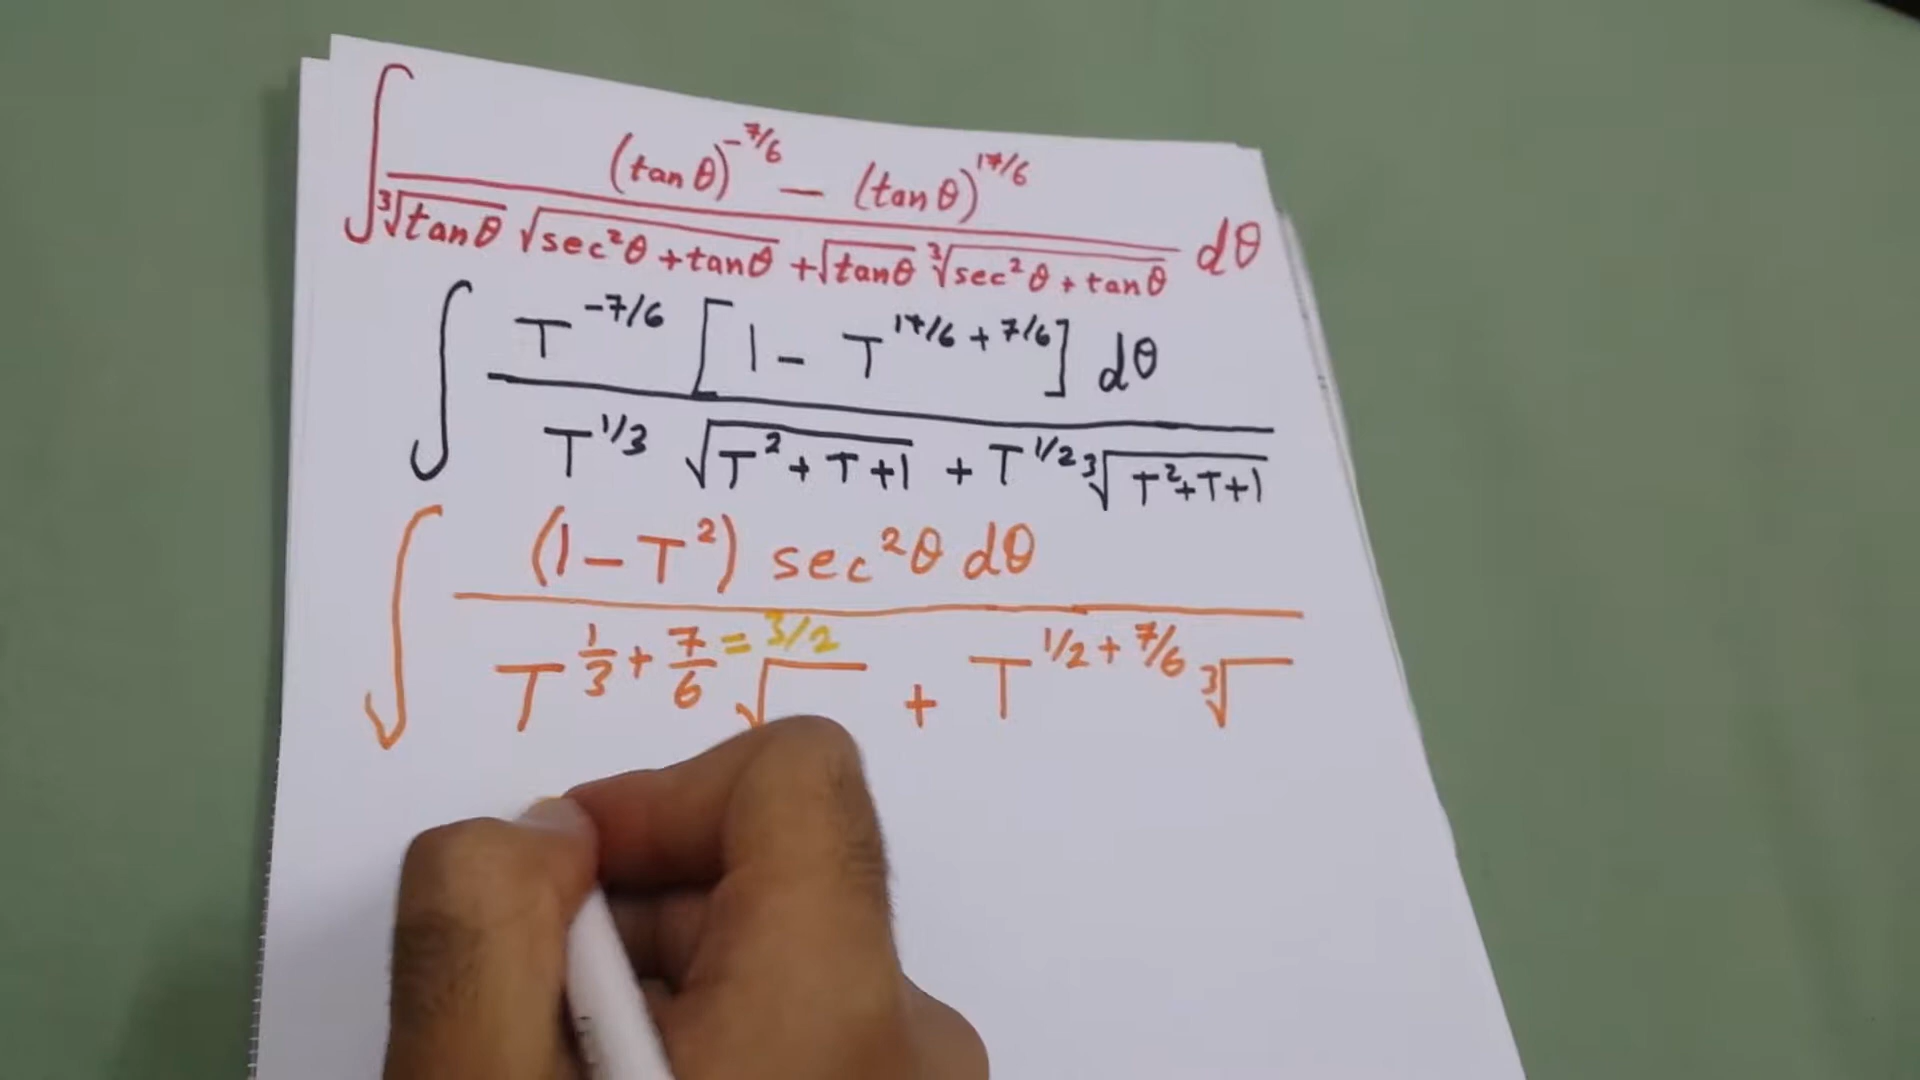 ∫ (tan θ)^{-7/6} − (tan θ)^{17/6} / ∛(tan θ) √(sec²θ + tan θ) + √(tan θ) ∛(sec²θ + tan θ) dθ
∫ T^{-7/6} [1 − T^{17/6 + 7/6}] dθ / T^{1/3} √(T² + T + 1) + T^{1/2} ∛(T² + T + 1)
∫ (1 − T²) sec²θ dθ / T^{1/3 + 7/6 = 3/2} √ + T^{1/2 + 7/6} ∛